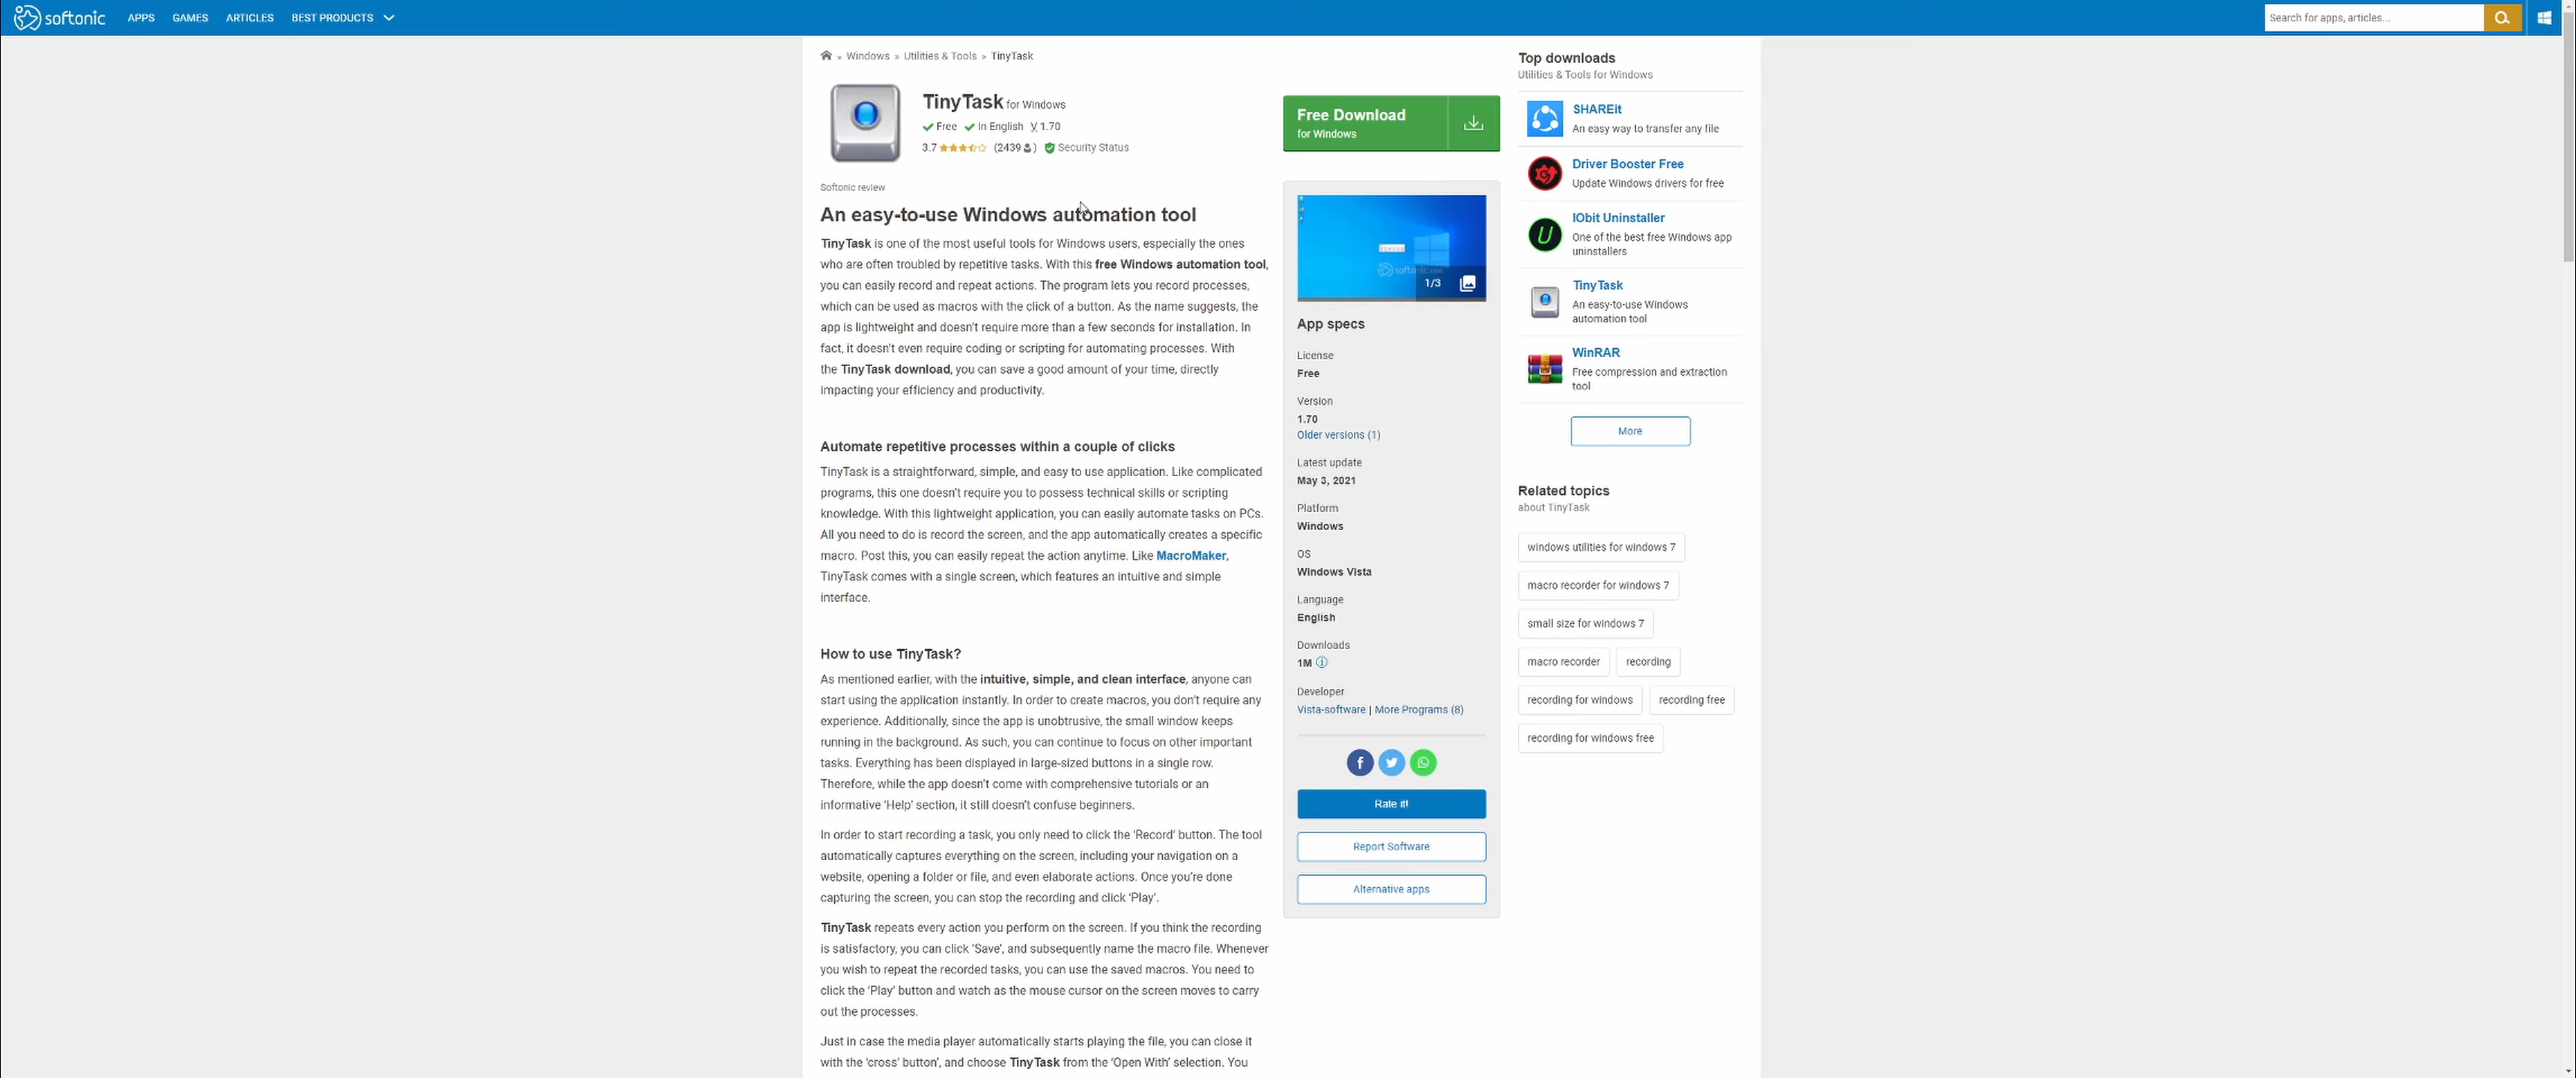 softonic
APPS
GAMES
ARTICLES
BEST PRODUCTS
Search for apps, articles...
» Windows » Utilities & Tools » TinyTask
TinyTask for Windows
Free In English V 1.70
3.7 (2439 ) Security Status
Free Download
for Windows
Softonic review
An easy-to-use Windows automation tool
TinyTask is one of the most useful tools for Windows users, especially the ones
who are often troubled by repetitive tasks. With this free Windows automation tool,
you can easily record and repeat actions. The program lets you record processes,
which can be used as macros with the click of a button. As the name suggests, the
app is lightweight and doesn't require more than a few seconds for installation. In
fact, it doesn't even require coding or scripting for automating processes. With
the TinyTask download, you can save a good amount of your time, directly
impacting your efficiency and productivity.
Automate repetitive processes within a couple of clicks
TinyTask is a straightforward, simple, and easy to use application. Like complicated
programs, this one doesn't require you to possess technical skills or scripting
knowledge. With this lightweight application, you can easily automate tasks on PCs.
All you need to do is record the screen, and the app automatically creates a specific
macro. Post this, you can easily repeat the action anytime. Like MacroMaker,
TinyTask comes with a single screen, which features an intuitive and simple
interface.
How to use TinyTask?
As mentioned earlier, with the intuitive, simple, and clean interface, anyone can
start using the application instantly. In order to create macros, you don't require any
experience. Additionally, since the app is unobtrusive, the small window keeps
running in the background. As such, you can continue to focus on other important
tasks. Everything has been displayed in large-sized buttons in a single row.
Therefore, while the app doesn't come with comprehensive tutorials or an
informative 'Help' section, it still doesn't confuse beginners.
In order to start recording a task, you only need to click the 'Record' button. The tool
automatically captures everything on the screen, including your navigation on a
website, opening a folder or file, and even elaborate actions. Once you're done
capturing the screen, you can stop the recording and click 'Play'.
TinyTask repeats every action you perform on the screen. If you think the recording
is satisfactory, you can click 'Save', and subsequently name the macro file. Whenever
you wish to repeat the recorded tasks, you can use the saved macros. You need to
click the 'Play' button and watch as the mouse cursor on the screen moves to carry
out the processes.
Just in case the media player automatically starts playing the file, you can close it
with the 'cross' button', and choose TinyTask from the 'Open With' selection. You
1/3
App specs
License
Free
Version
1.70
Older versions (1)
Latest update
May 3, 2021
Platform
Windows
OS
Windows Vista
Language
English
Downloads
1M
Developer
Vista-software | More Programs (8)
Rate it!
Report Software
Alternative apps
Top downloads
Utilities & Tools for Windows
SHAREit
An easy way to transfer any file
Driver Booster Free
Update Windows drivers for free
IObit Uninstaller
One of the best free Windows app
uninstallers
TinyTask
An easy-to-use Windows
automation tool
WinRAR
Free compression and extraction
tool
More
Related topics
about TinyTask
windows utilities for windows 7
macro recorder for windows 7
small size for windows 7
macro recorder
recording
recording for windows
recording free
recording for windows free